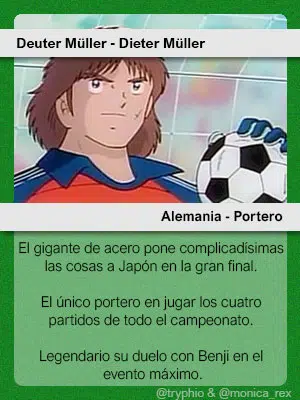 Deuter Müller - Dieter Müller
Alemania - Portero
El gigante de acero pone complicadísimas
las cosas a Japón en la gran final.
El único portero en jugar los cuatro
partidos de todo el campeonato.
Legendario su duelo con Benji en el
evento máximo.
@tryphio & @monica_rex